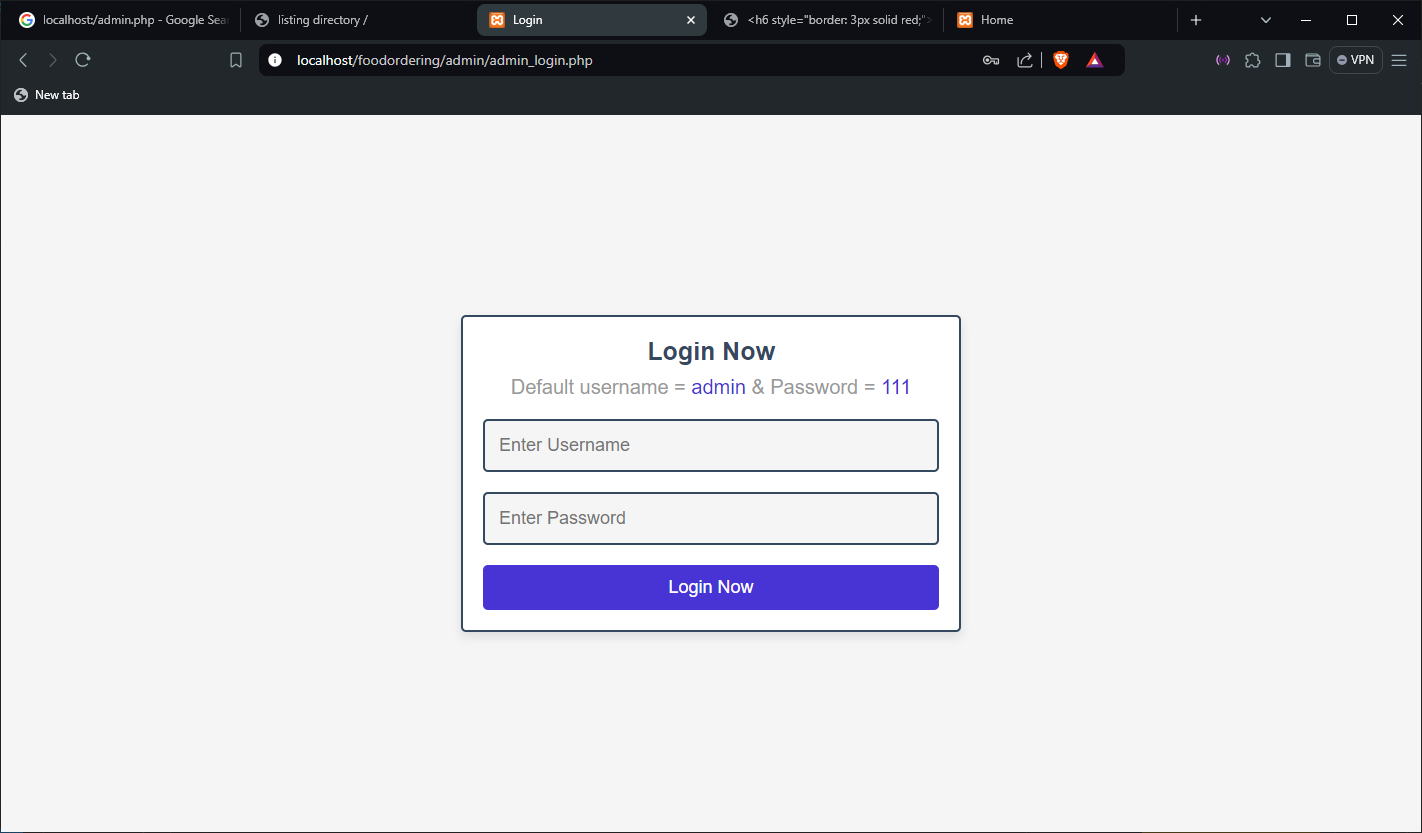 localhost/admin.php - Google Sear
listing directory /
Login
<h6 style="border: 3px solid red;">
Home
localhost/foodordering/admin/admin_login.php
VPN
New tab
Login Now
Default username = admin & Password = 111
Enter Username
Enter Password
Login Now